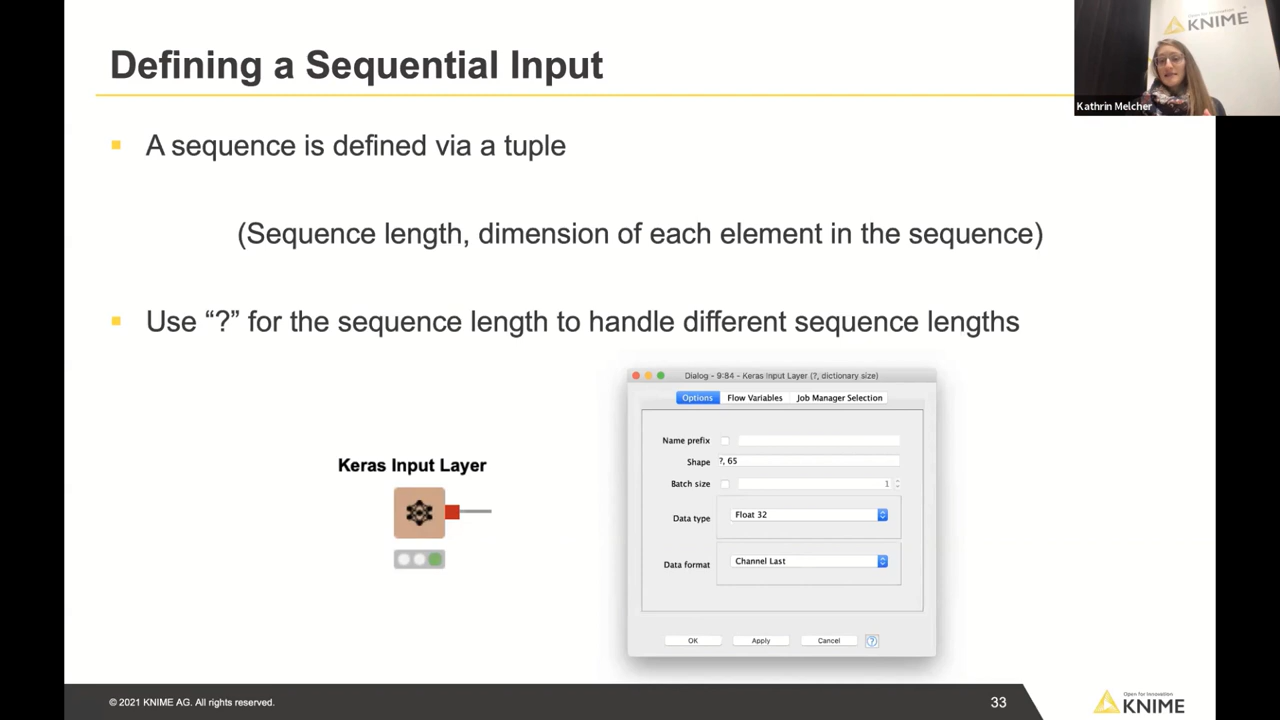 Defining a Sequential Input
Open for Innovation
KNIME
Kathrin Melcher
A sequence is defined via a tuple
(Sequence length, dimension of each element in the sequence)
Use “?” for the sequence length to handle different sequence lengths
Keras Input Layer
Dialog - 9:84 - Keras Input Layer (?, dictionary size)
Options Flow Variables Job Manager Selection
Name prefix
Shape ?, 65
Batch size 1
Data type Float 32
Data format Channel Last
OK Apply Cancel ?
© 2021 KNIME AG. All rights reserved.
33
Open for Innovation
KNIME